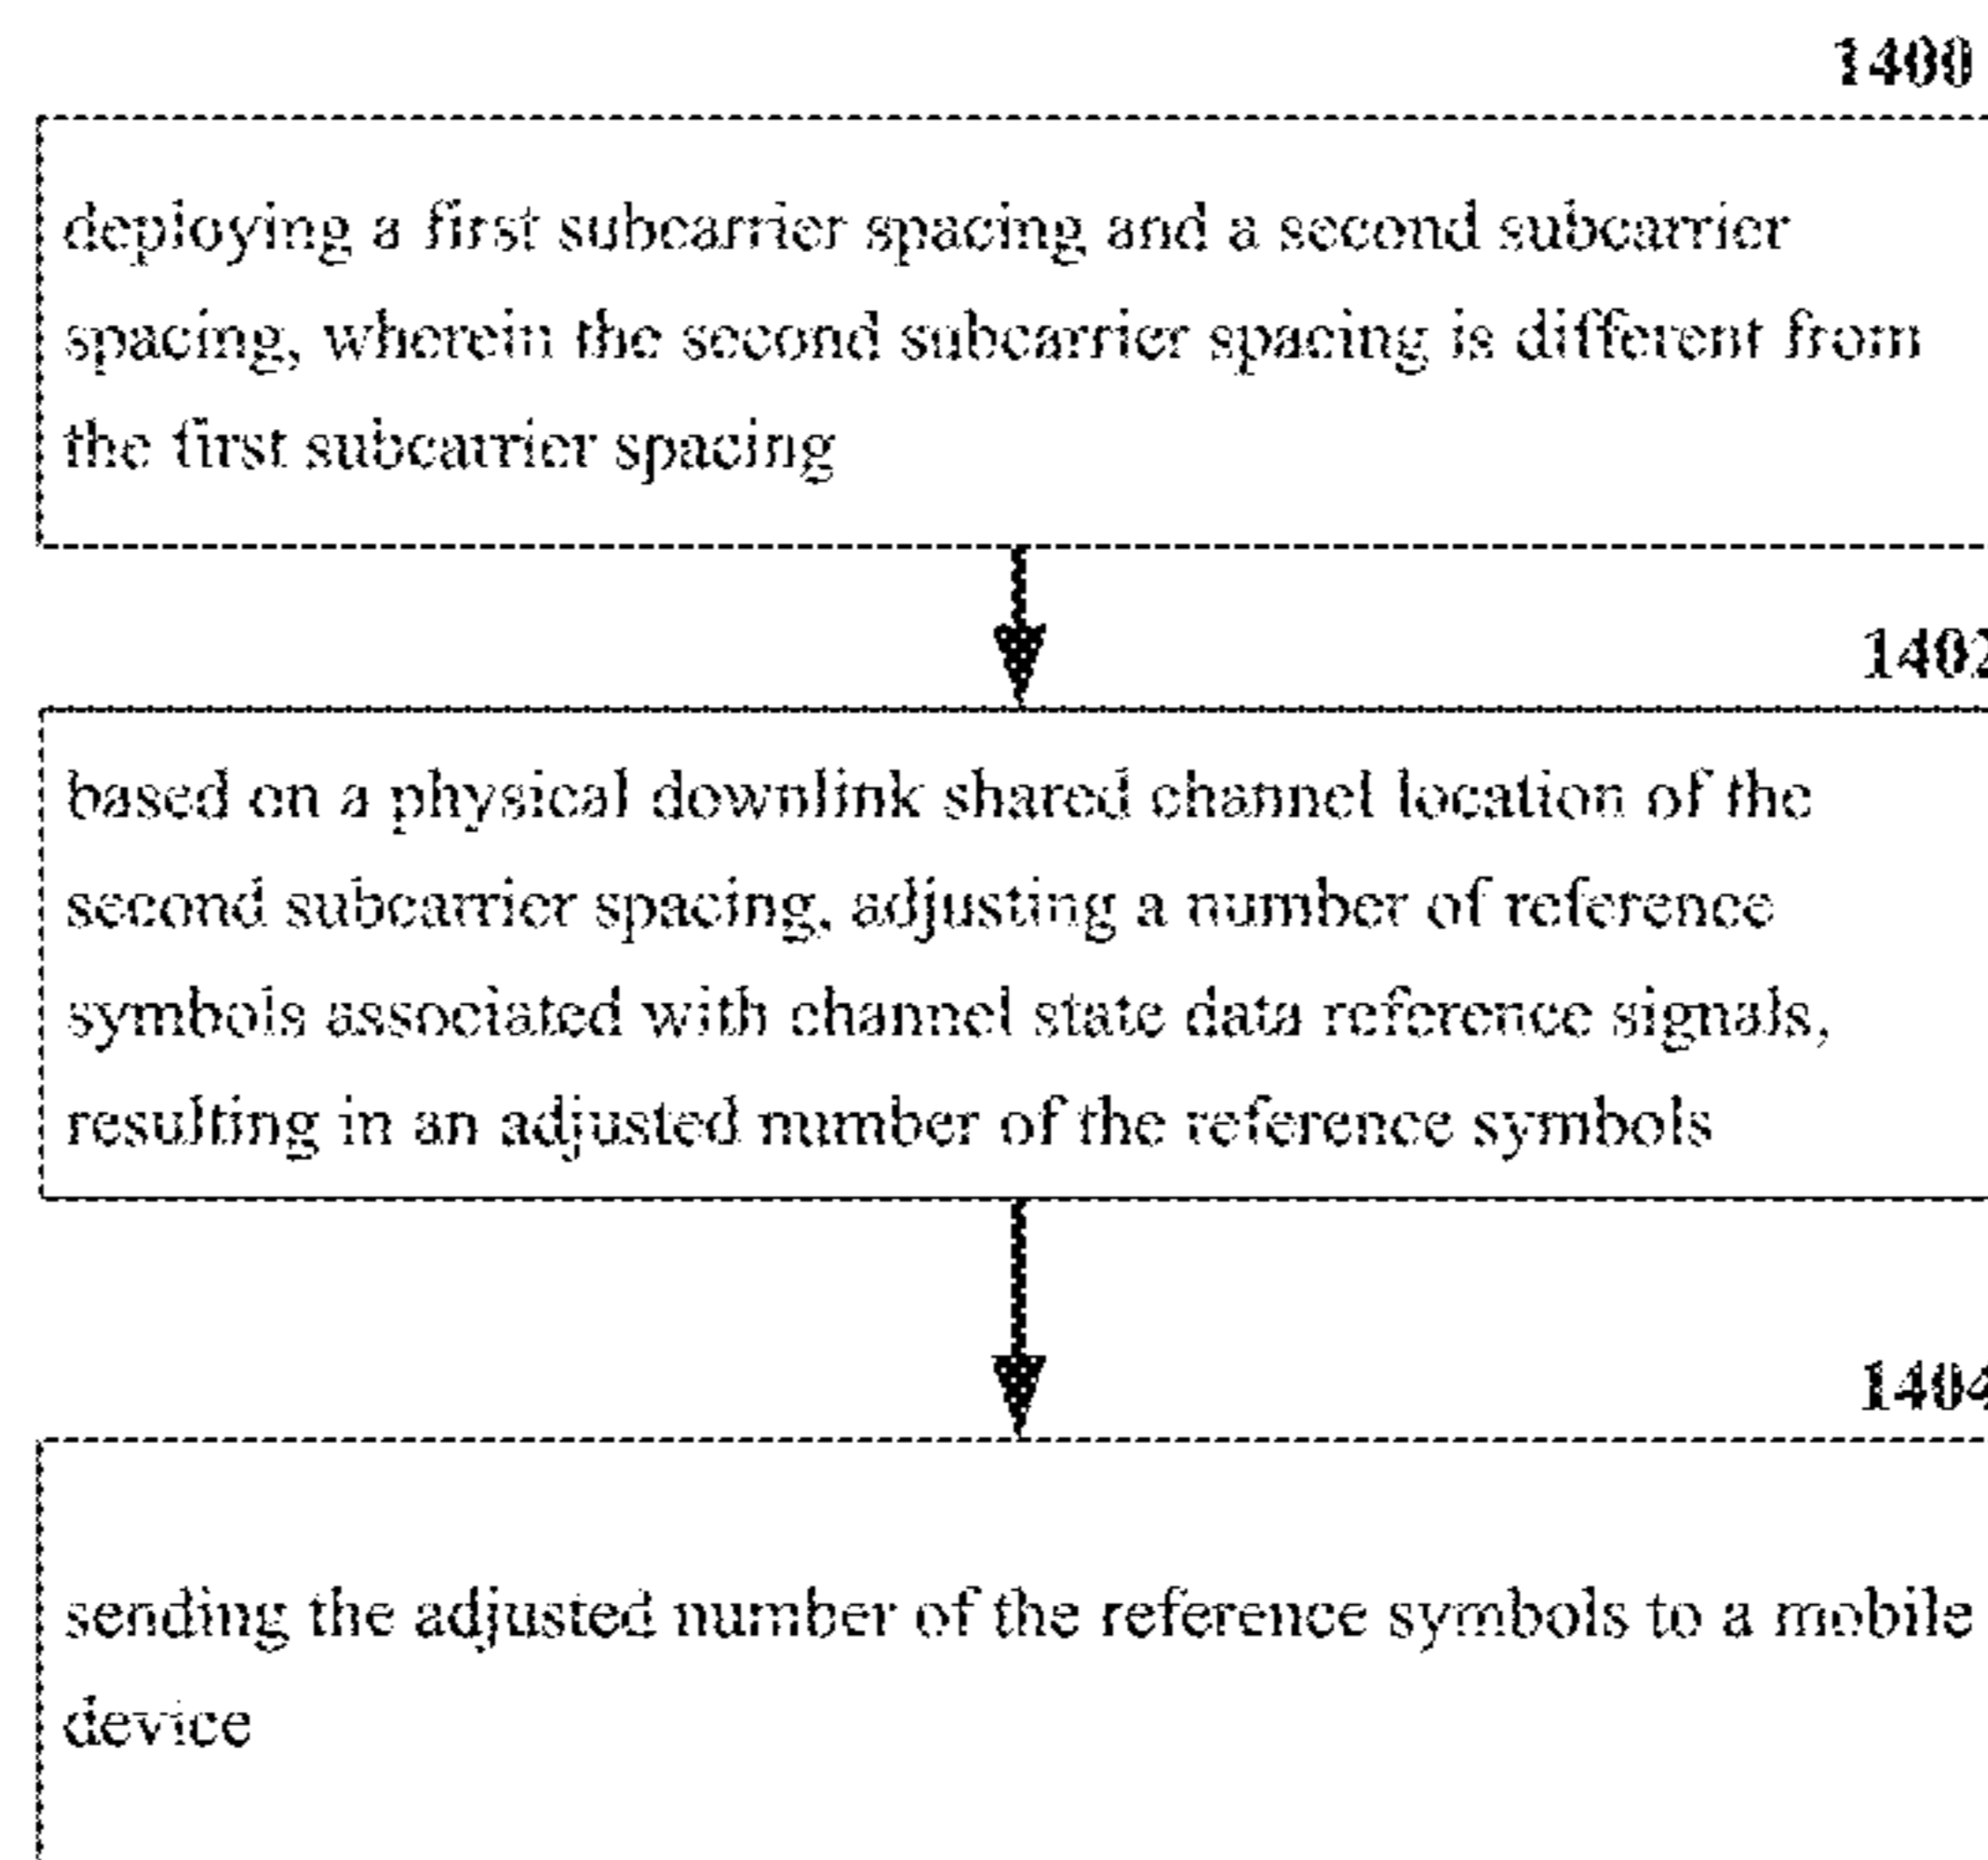 1400
deploying a first subcarrier spacing and a second subcarrier
spacing, wherein the second subcarrier spacing is different from
the first subcarrier spacing
1402
based on a physical downlink shared channel location of the
second subcarrier spacing, adjusting a number of reference
symbols associated with channel state data reference signals,
resulting in an adjusted number of the reference symbols
1404
sending the adjusted number of the reference symbols to a mobile
device